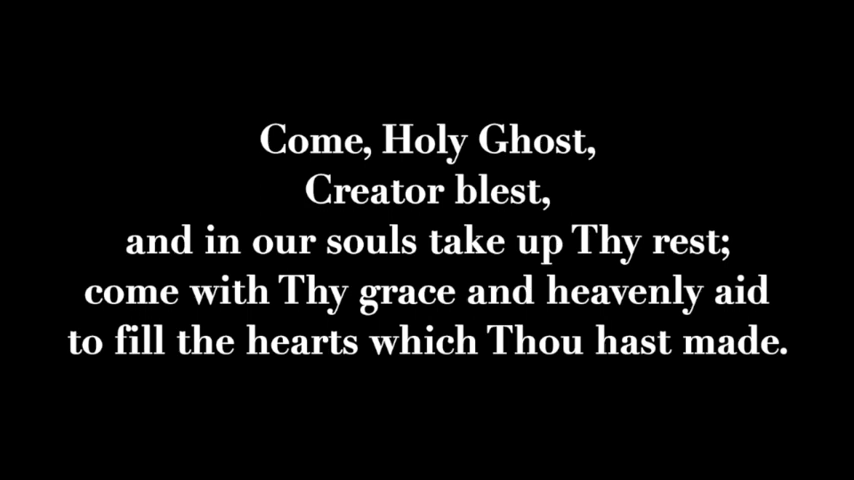 Come, Holy Ghost,
Creator blest,
and in our souls take up Thy rest;
come with Thy grace and heavenly aid
to fill the hearts which Thou hast made.